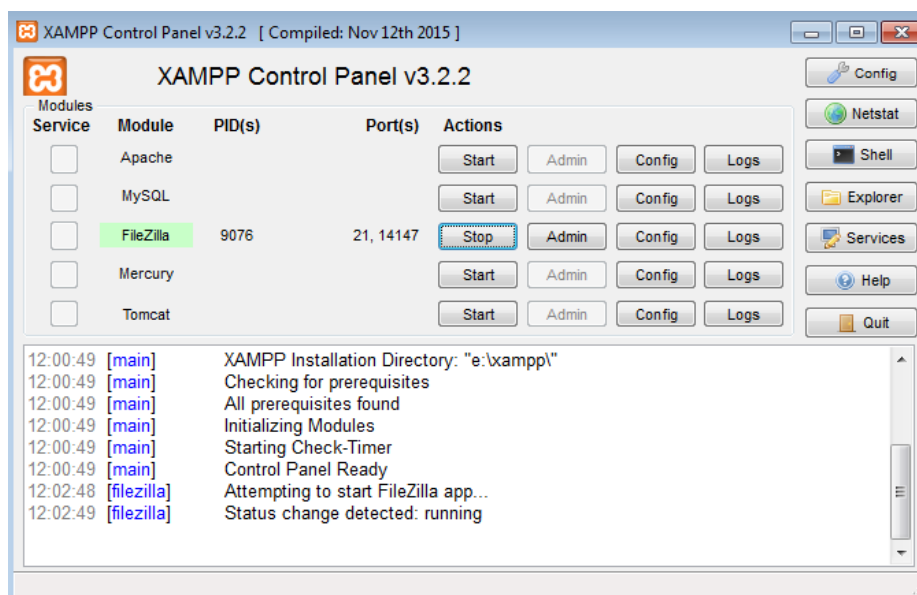 XAMPP Control Panel v3.2.2 [ Compiled: Nov 12th 2015 ]
XAMPP Control Panel v3.2.2
Config
Modules
Netstat
Service Module PID(s) Port(s) Actions
Apache Start Admin Config Logs
Shell
MySQL Start Admin Config Logs
Explorer
FileZilla 9076 21, 14147 Stop Admin Config Logs
Services
Mercury Start Admin Config Logs
Help
Tomcat Start Admin Config Logs
Quit
12:00:49 [main] XAMPP Installation Directory: "e:\xampp\"
12:00:49 [main] Checking for prerequisites
12:00:49 [main] All prerequisites found
12:00:49 [main] Initializing Modules
12:00:49 [main] Starting Check-Timer
12:00:49 [main] Control Panel Ready
12:02:48 [filezilla] Attempting to start FileZilla app...
12:02:49 [filezilla] Status change detected: running